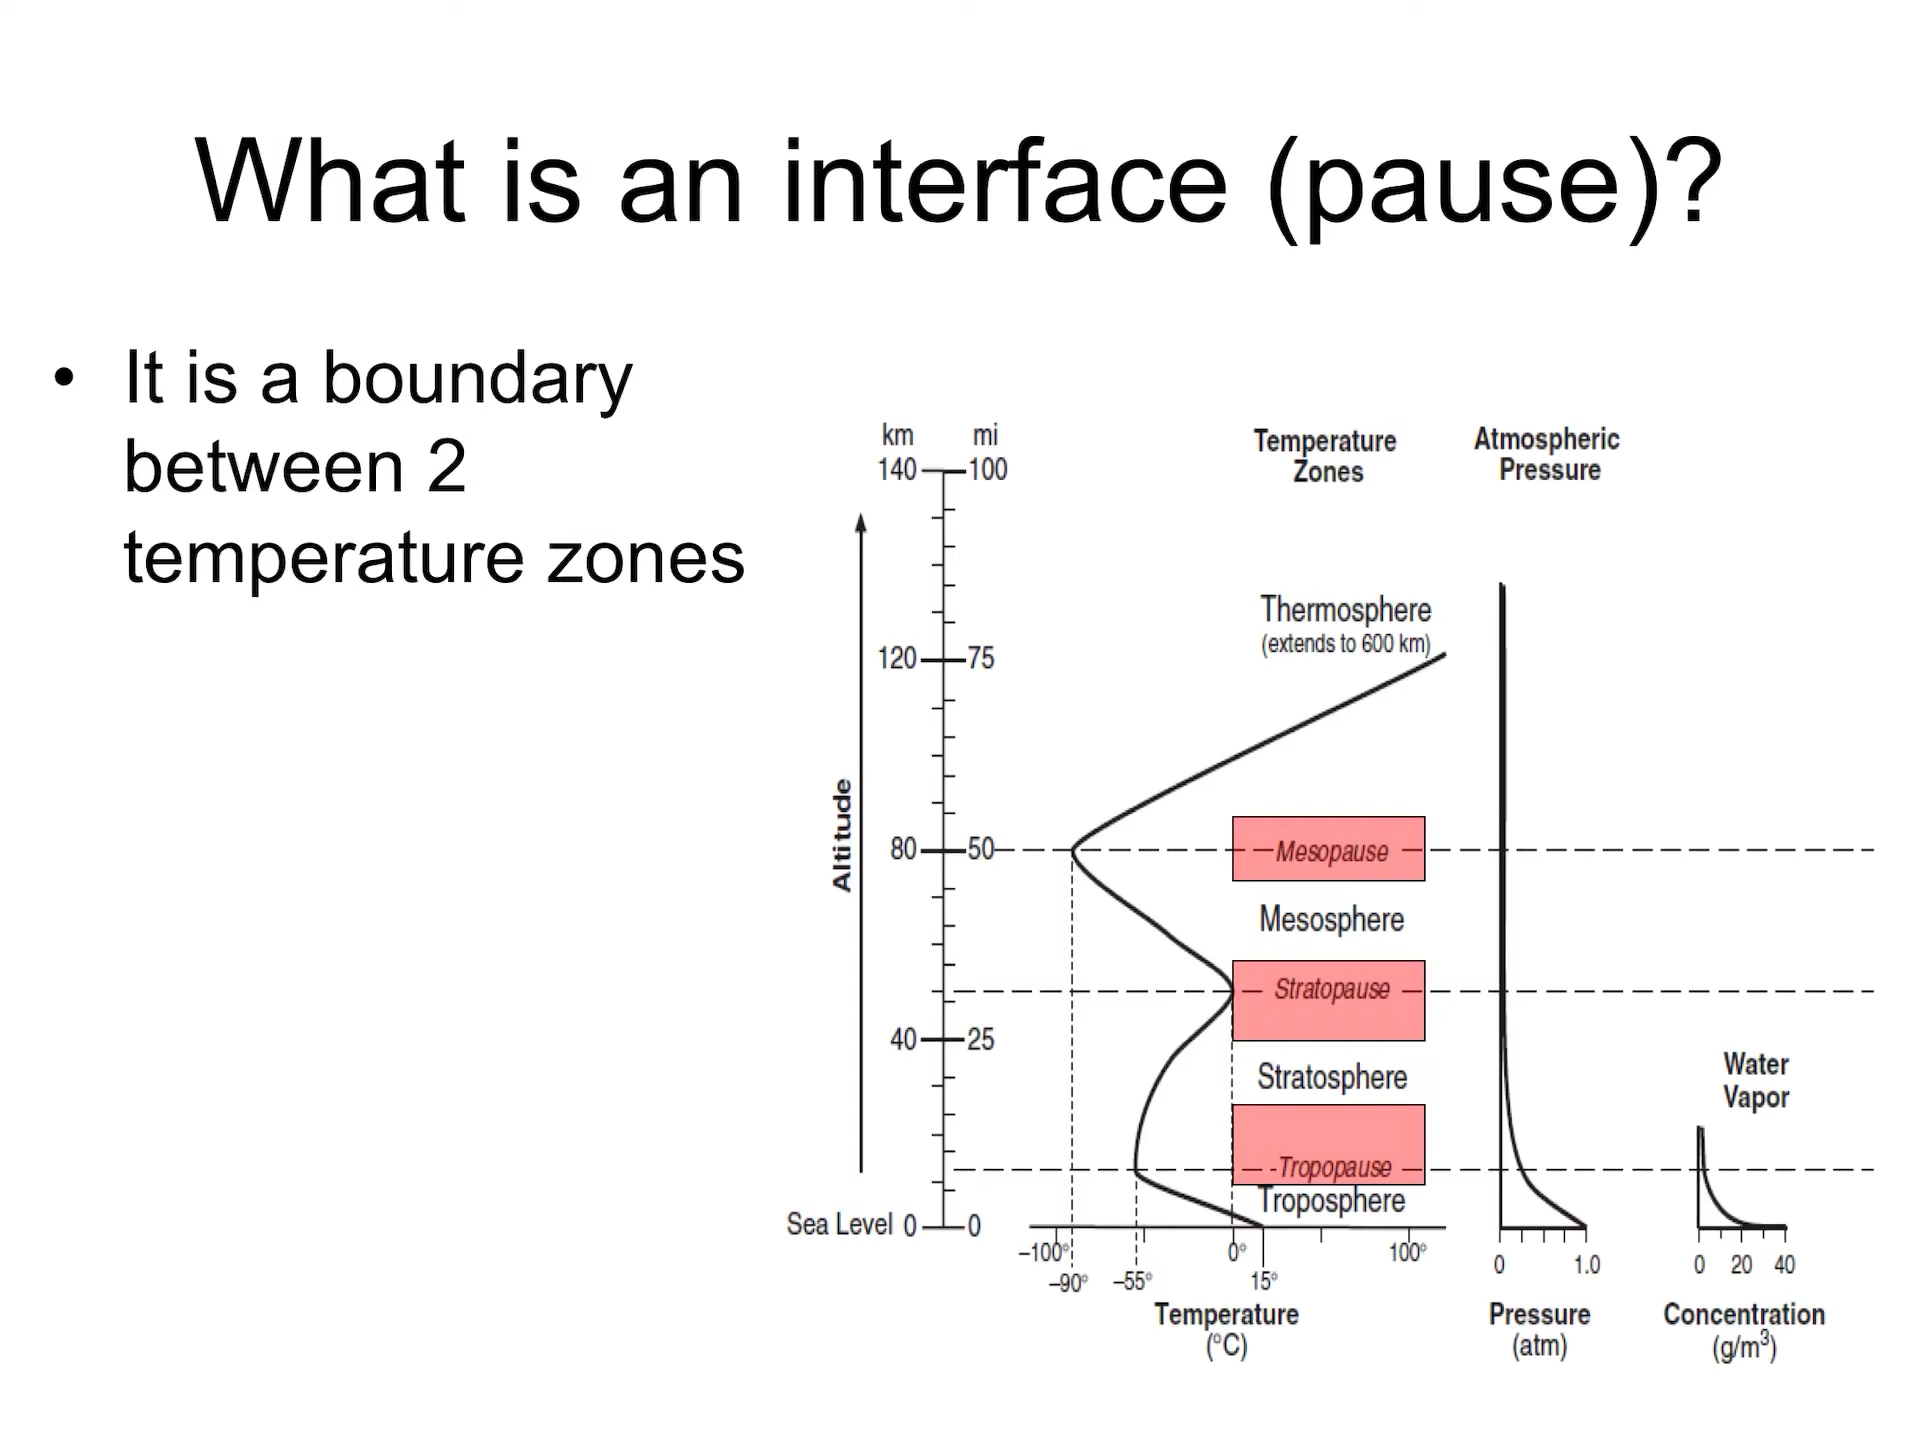 What is an interface (pause)?
• It is a boundary
between 2
temperature zones
km mi
140 100
120 75
80 50
40 25
Sea Level 0 0
Altitude
Temperature
Zones
Thermosphere
(extends to 600 km)
Mesopause
Mesosphere
Stratopause
Stratosphere
Tropopause
Troposphere
–100° 0° 100°
–90° –55° 15°
Temperature
(°C)
Atmospheric
Pressure
0 1.0
Pressure
(atm)
Water
Vapor
0 20 40
Concentration
(g/m³)